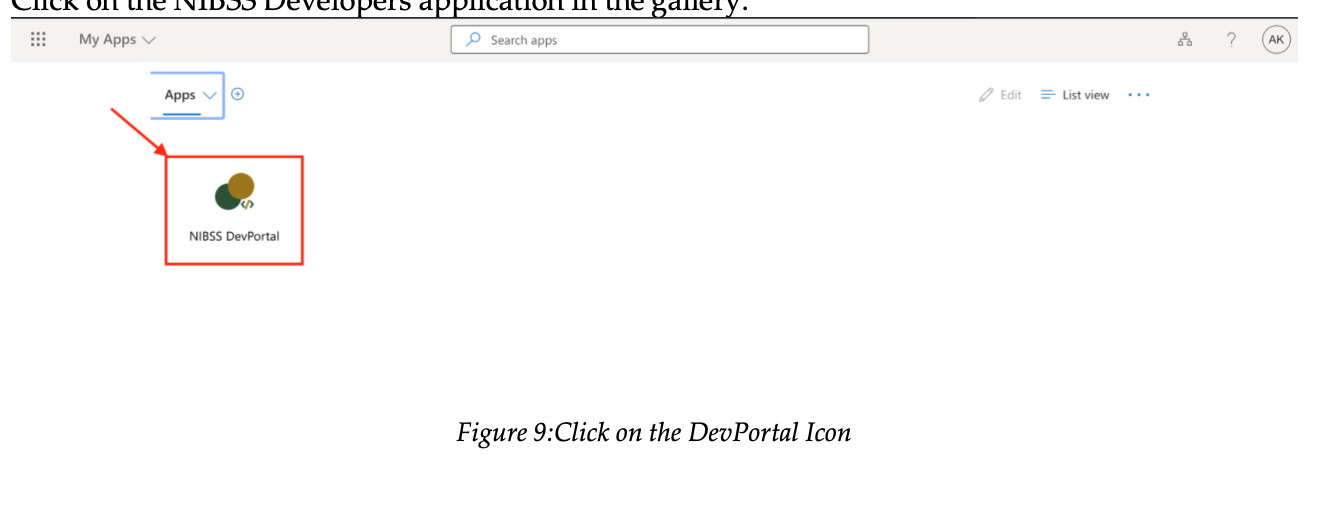 Click on the NIBSS Developers application in the gallery.
My Apps
Search apps
?
AK
Apps
Edit
List view
...
</>
NIBSS DevPortal
Figure 9:Click on the DevPortal Icon